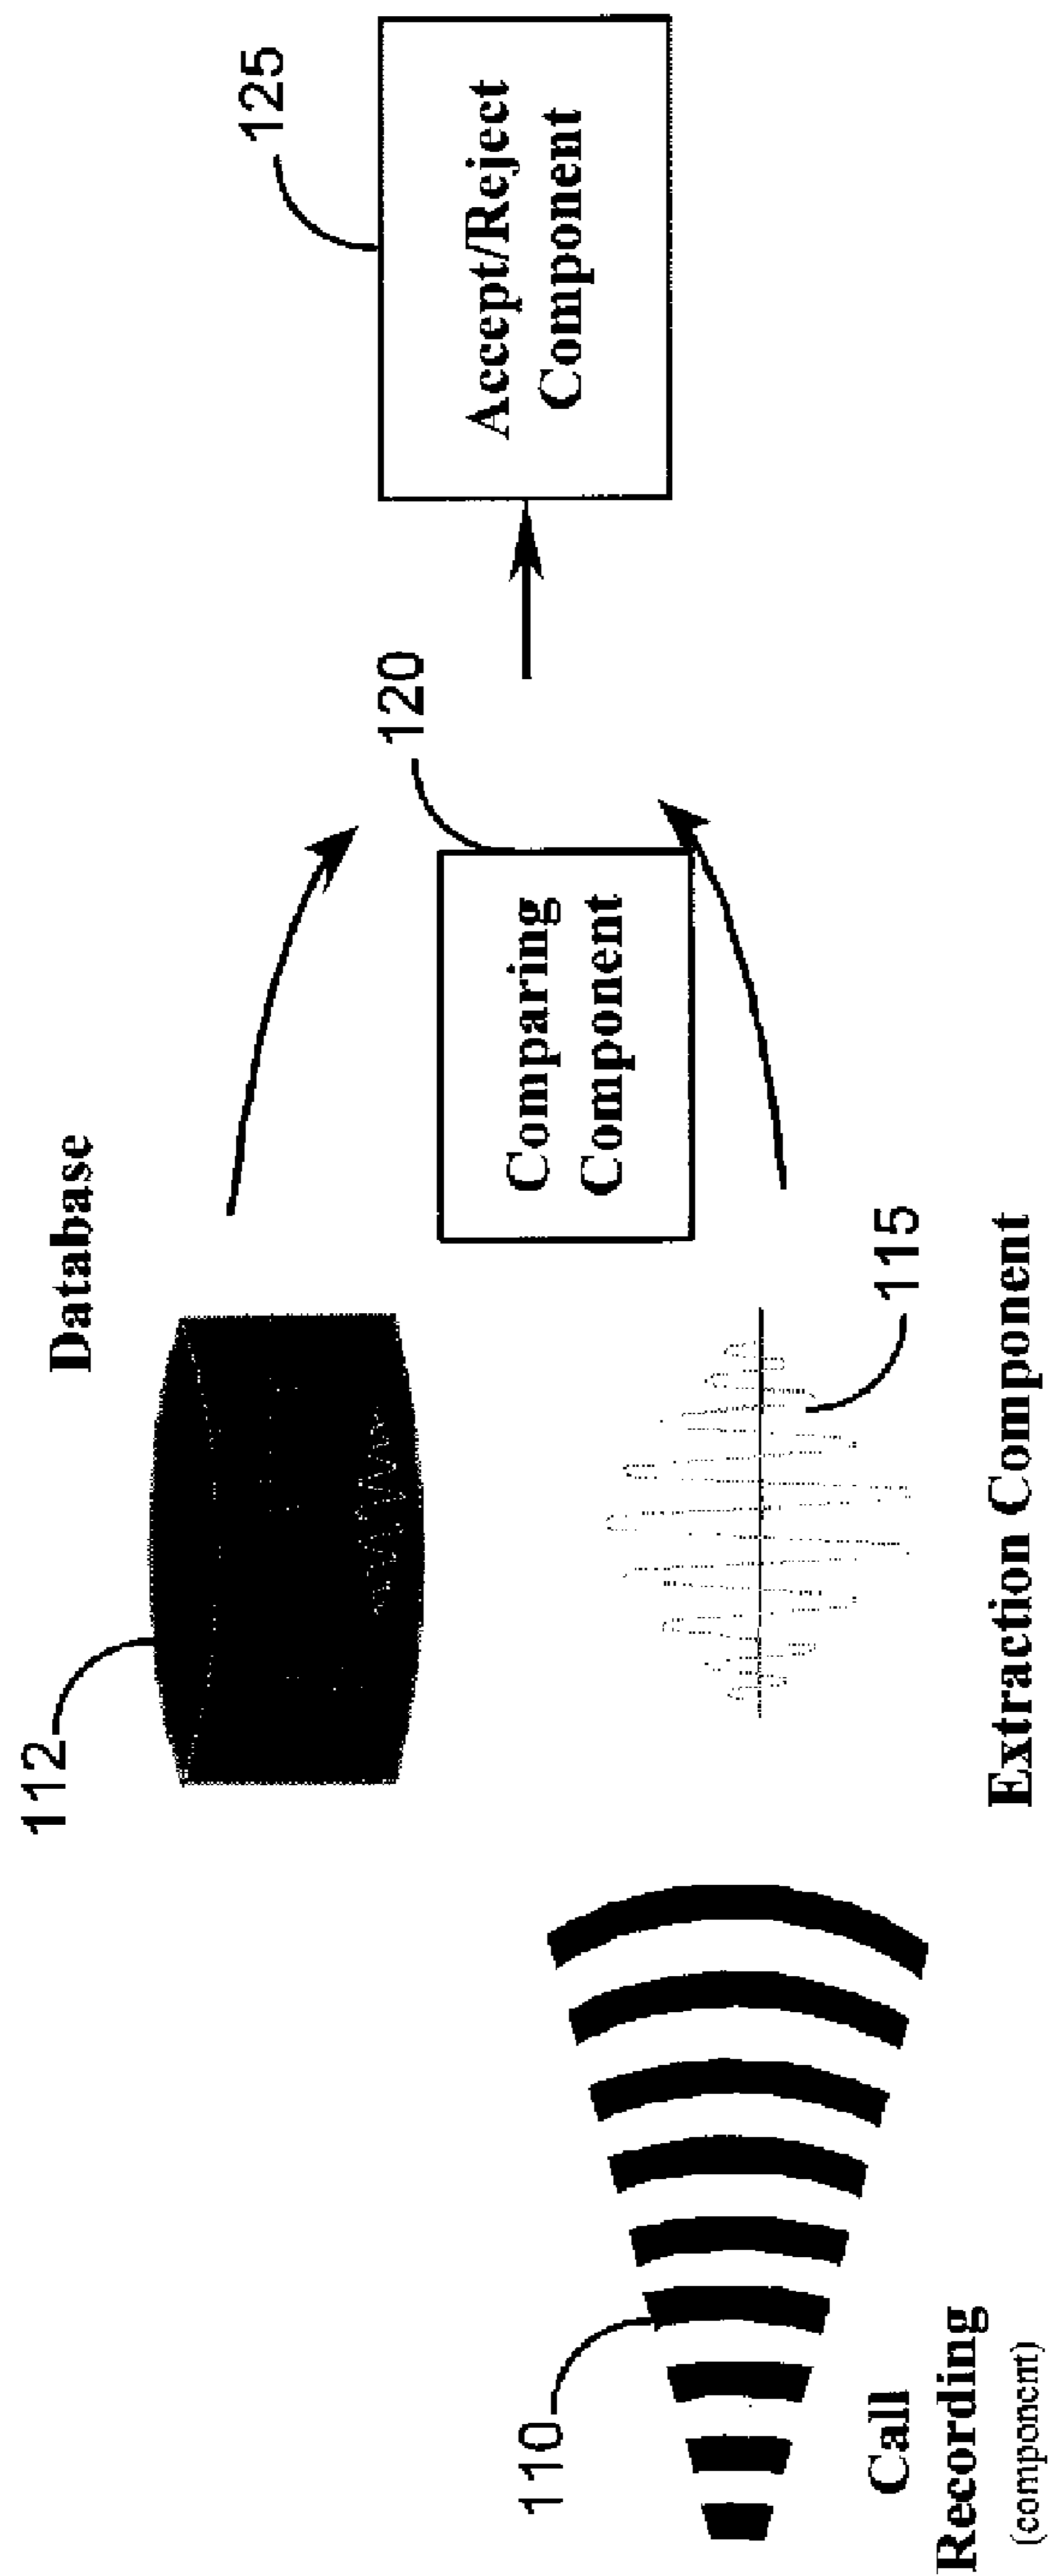 112
Database
110
Call
Recording
(component)
115
Extraction Component
120
Comparing
Component
125
Accept/Reject
Component